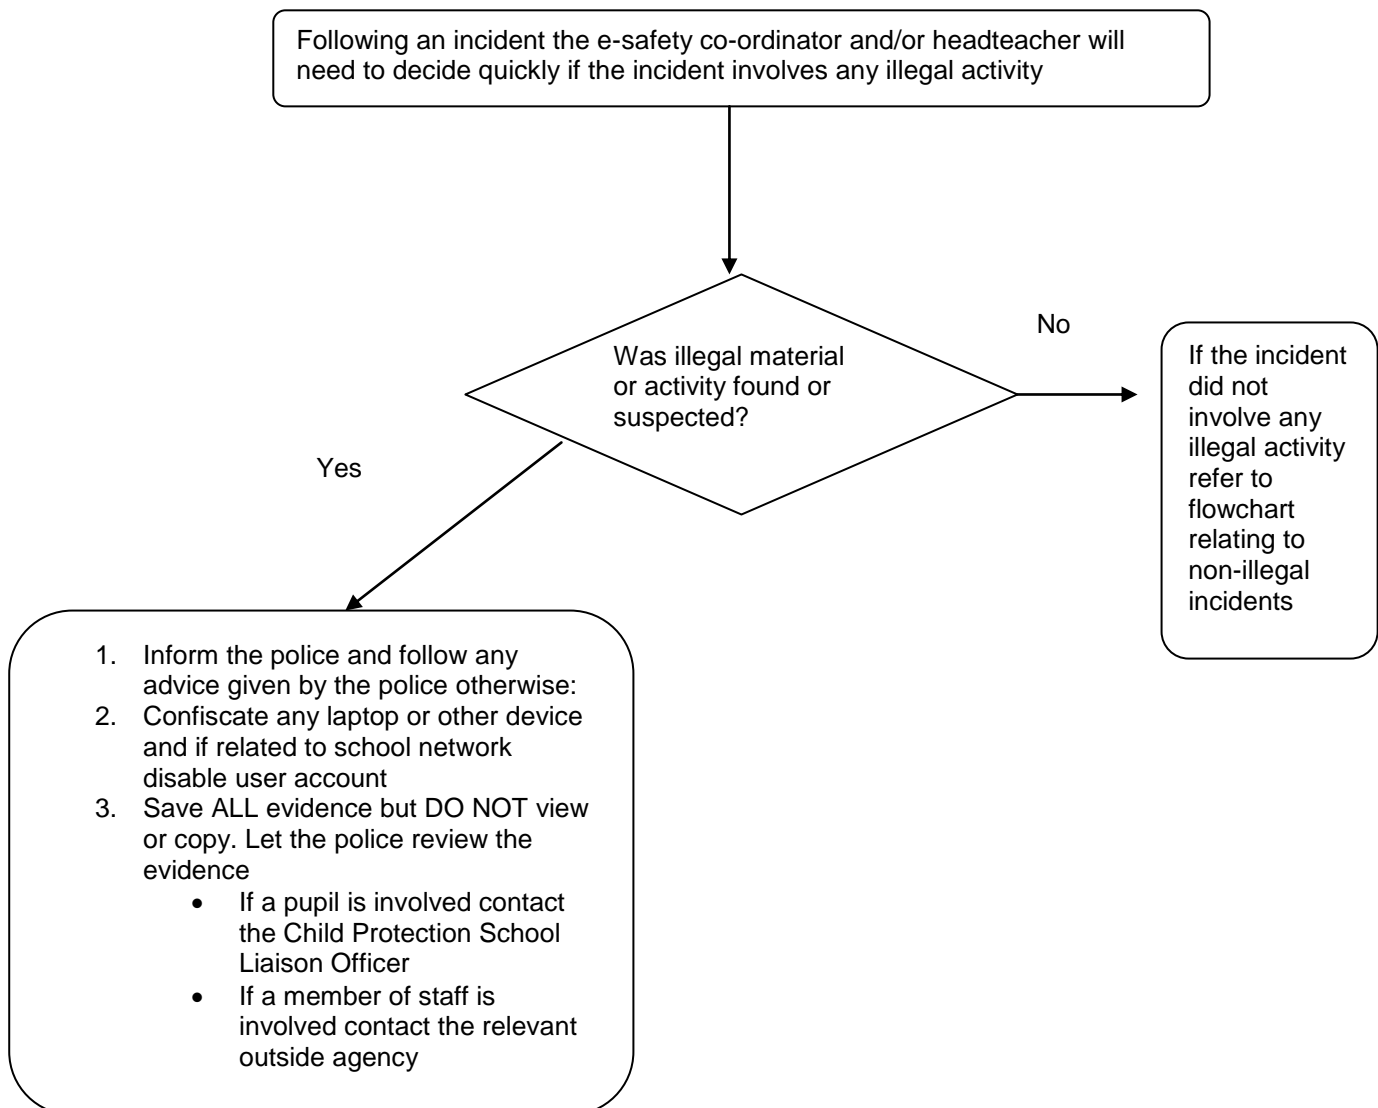 Following an incident the e-safety co-ordinator and/or headteacher will
need to decide quickly if the incident involves any illegal activity
Was illegal material
or activity found or
suspected?
No
If the incident
did not
involve any
illegal activity
refer to
flowchart
relating to
non-illegal
incidents
Yes
1. Inform the police and follow any
advice given by the police otherwise:
2. Confiscate any laptop or other device
and if related to school network
disable user account
3. Save ALL evidence but DO NOT view
or copy. Let the police review the
evidence
• If a pupil is involved contact
the Child Protection School
Liaison Officer
• If a member of staff is
involved contact the relevant
outside agency